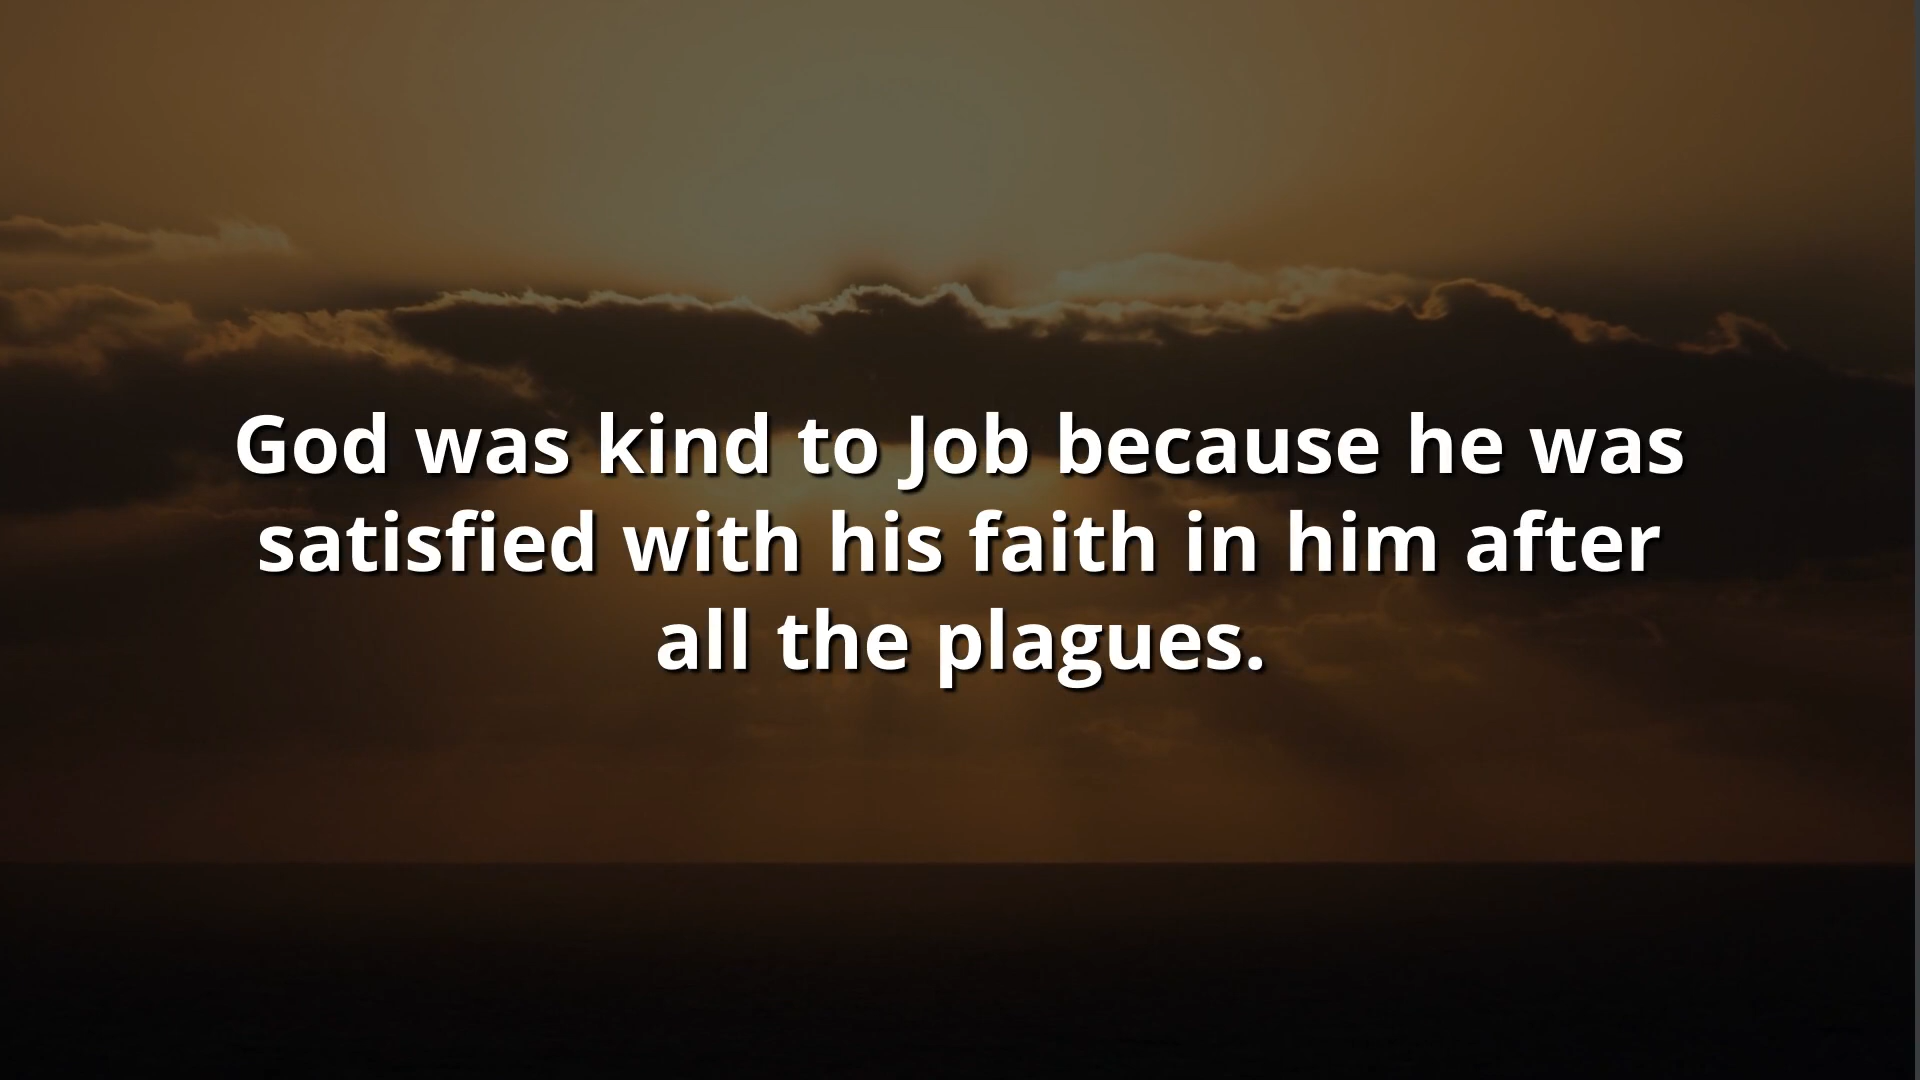 God was kind to Job because he was
satisfied with his faith in him after
all the plagues.